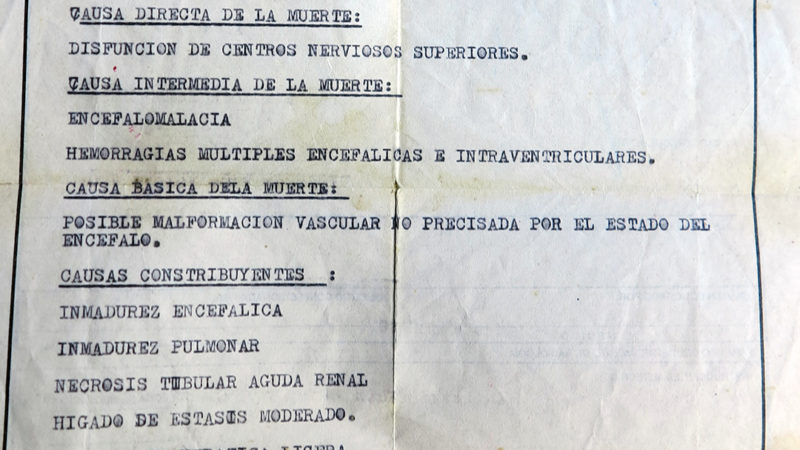 CAUSA DIRECTA DE LA MUERTE:
DISFUNCION DE CENTROS NERVIOSOS SUPERIORES.
CAUSA INTERMEDIA DE LA MUERTE:
ENCEFALOMALACIA
HEMORRAGIAS MULTIPLES ENCEFALICAS E INTRAVENTRICULARES.
CAUSA BASICA DELA MUERTE:
POSIBLE MALFORMACION VASCULAR NO PRECISADA POR EL ESTADO DEL
ENCEFALO.
CAUSAS CONSTRIBUYENTES :
INMADUREZ ENCEFALICA
INMADUREZ PULMONAR
NECROSIS TUBULAR AGUDA RENAL
HIGADO DE ESTASIS MODERADO.
LIGERA